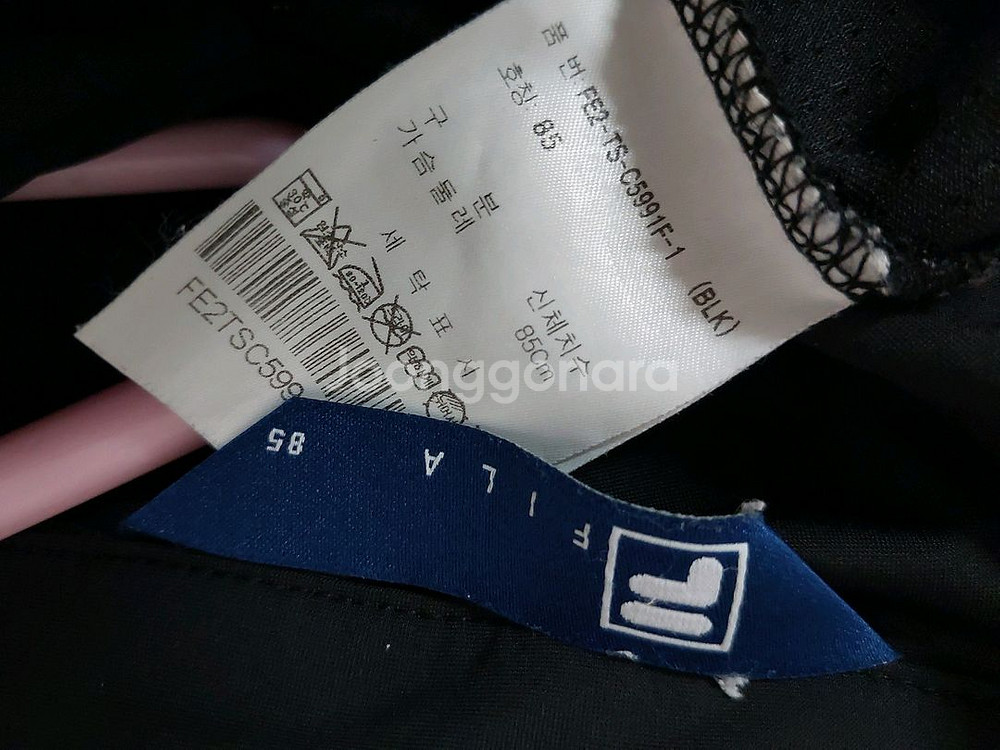 품 번: FE2-TS-C5991F-1 (BLK)
호칭: 85
구 분 신체치수
가슴둘레 85Cm
세 탁 표 시
FE2TSC599
FILA
85
Joonggonara